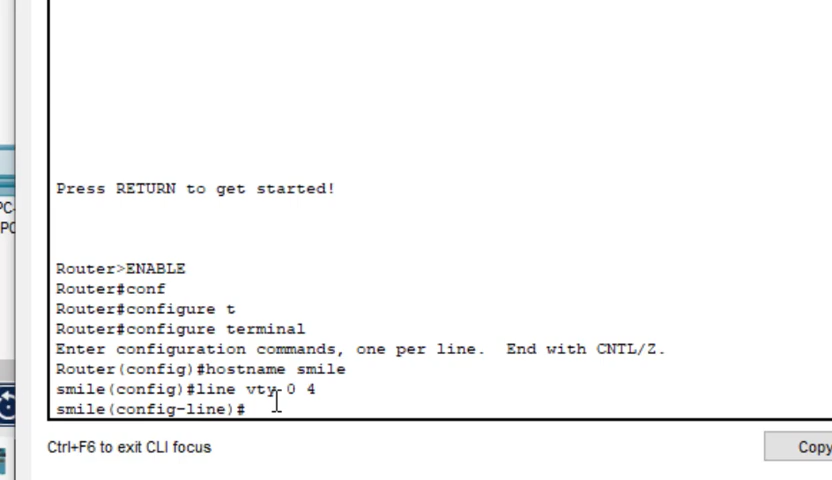 Press RETURN to get started!
Router>ENABLE
Router#conf
Router#configure t
Router#configure terminal
Enter configuration commands, one per line.  End with CNTL/Z.
Router(config)#hostname smile
smile(config)#line vty 0 4
smile(config-line)#
Ctrl+F6 to exit CLI focus
Copy